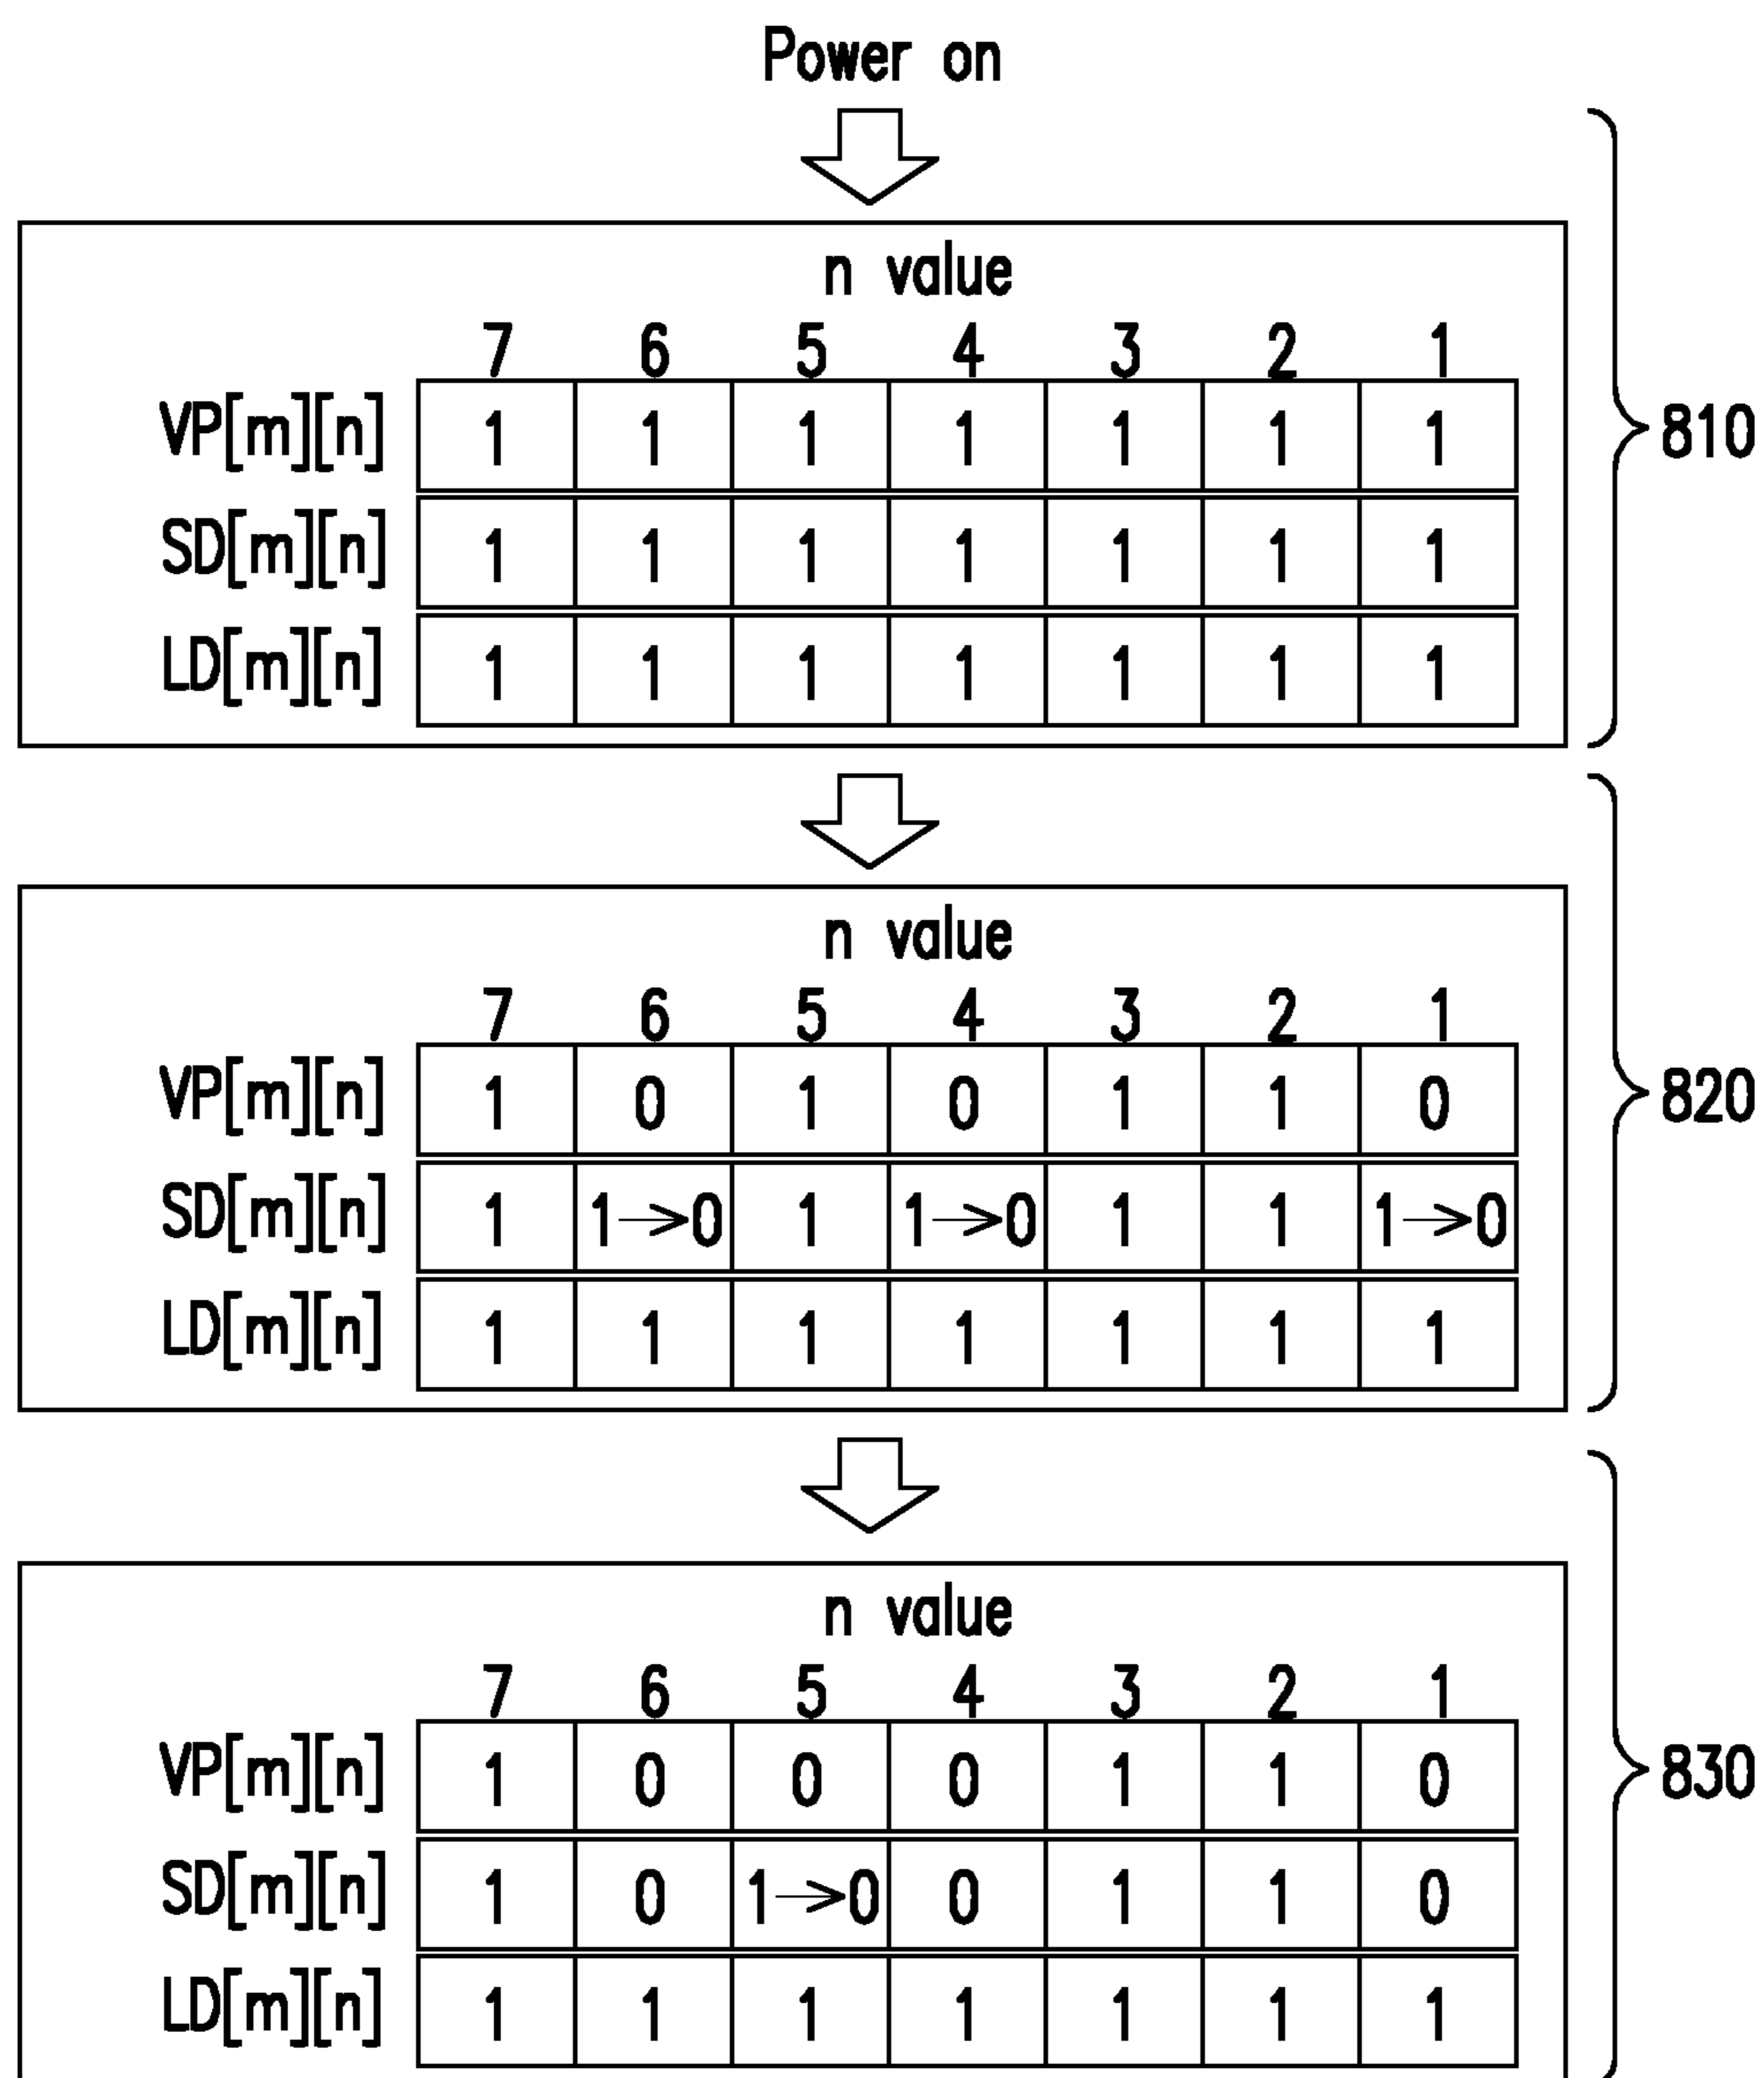 Power on
n value
7 6 5 4 3 2 1
VP[m][n] 1 1 1 1 1 1 1
810
SD[m][n] 1 1 1 1 1 1 1
LD[m][n] 1 1 1 1 1 1 1
n value
7 6 5 4 3 2 1
VP[m][n] 1 0 1 0 1 1 0
820
SD[m][n] 1 1→0 1 1→0 1 1 1→0
LD[m][n] 1 1 1 1 1 1 1
n value
7 6 5 4 3 2 1
VP[m][n] 1 0 0 0 1 1 0
830
SD[m][n] 1 0 1→0 0 1 1 0
LD[m][n] 1 1 1 1 1 1 1